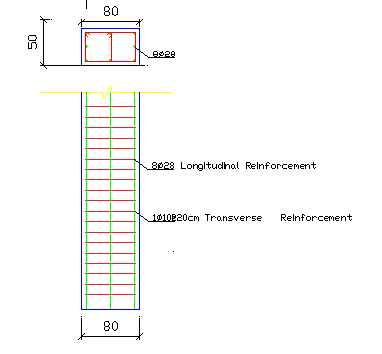 80
50
8Ø28
8Ø28 Longitudinal Reinforcement
1Ø10@20cm Transverse Reinforcement
80